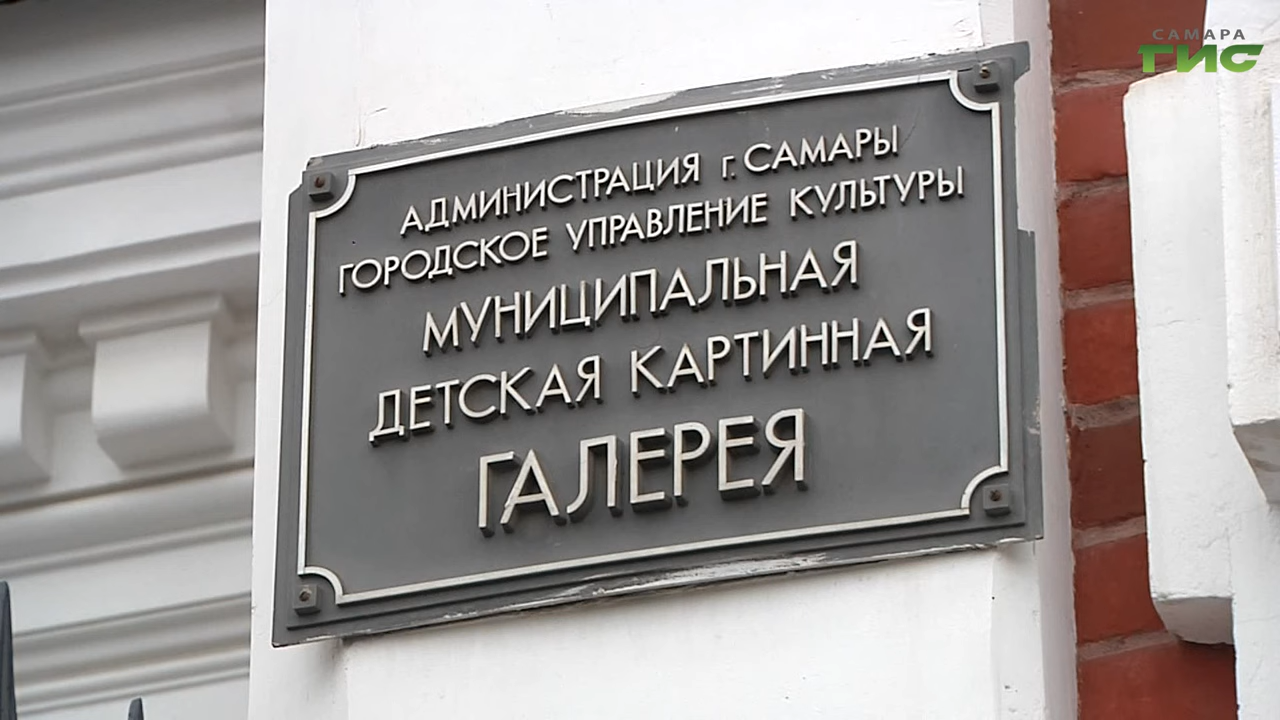 САМАРА
ГИС
АДМИНИСТРАЦИЯ г. САМАРЫ
ГОРОДСКОЕ УПРАВЛЕНИЕ КУЛЬТУРЫ
МУНИЦИПАЛЬНАЯ
ДЕТСКАЯ КАРТИННАЯ
ГАЛЕРЕЯ